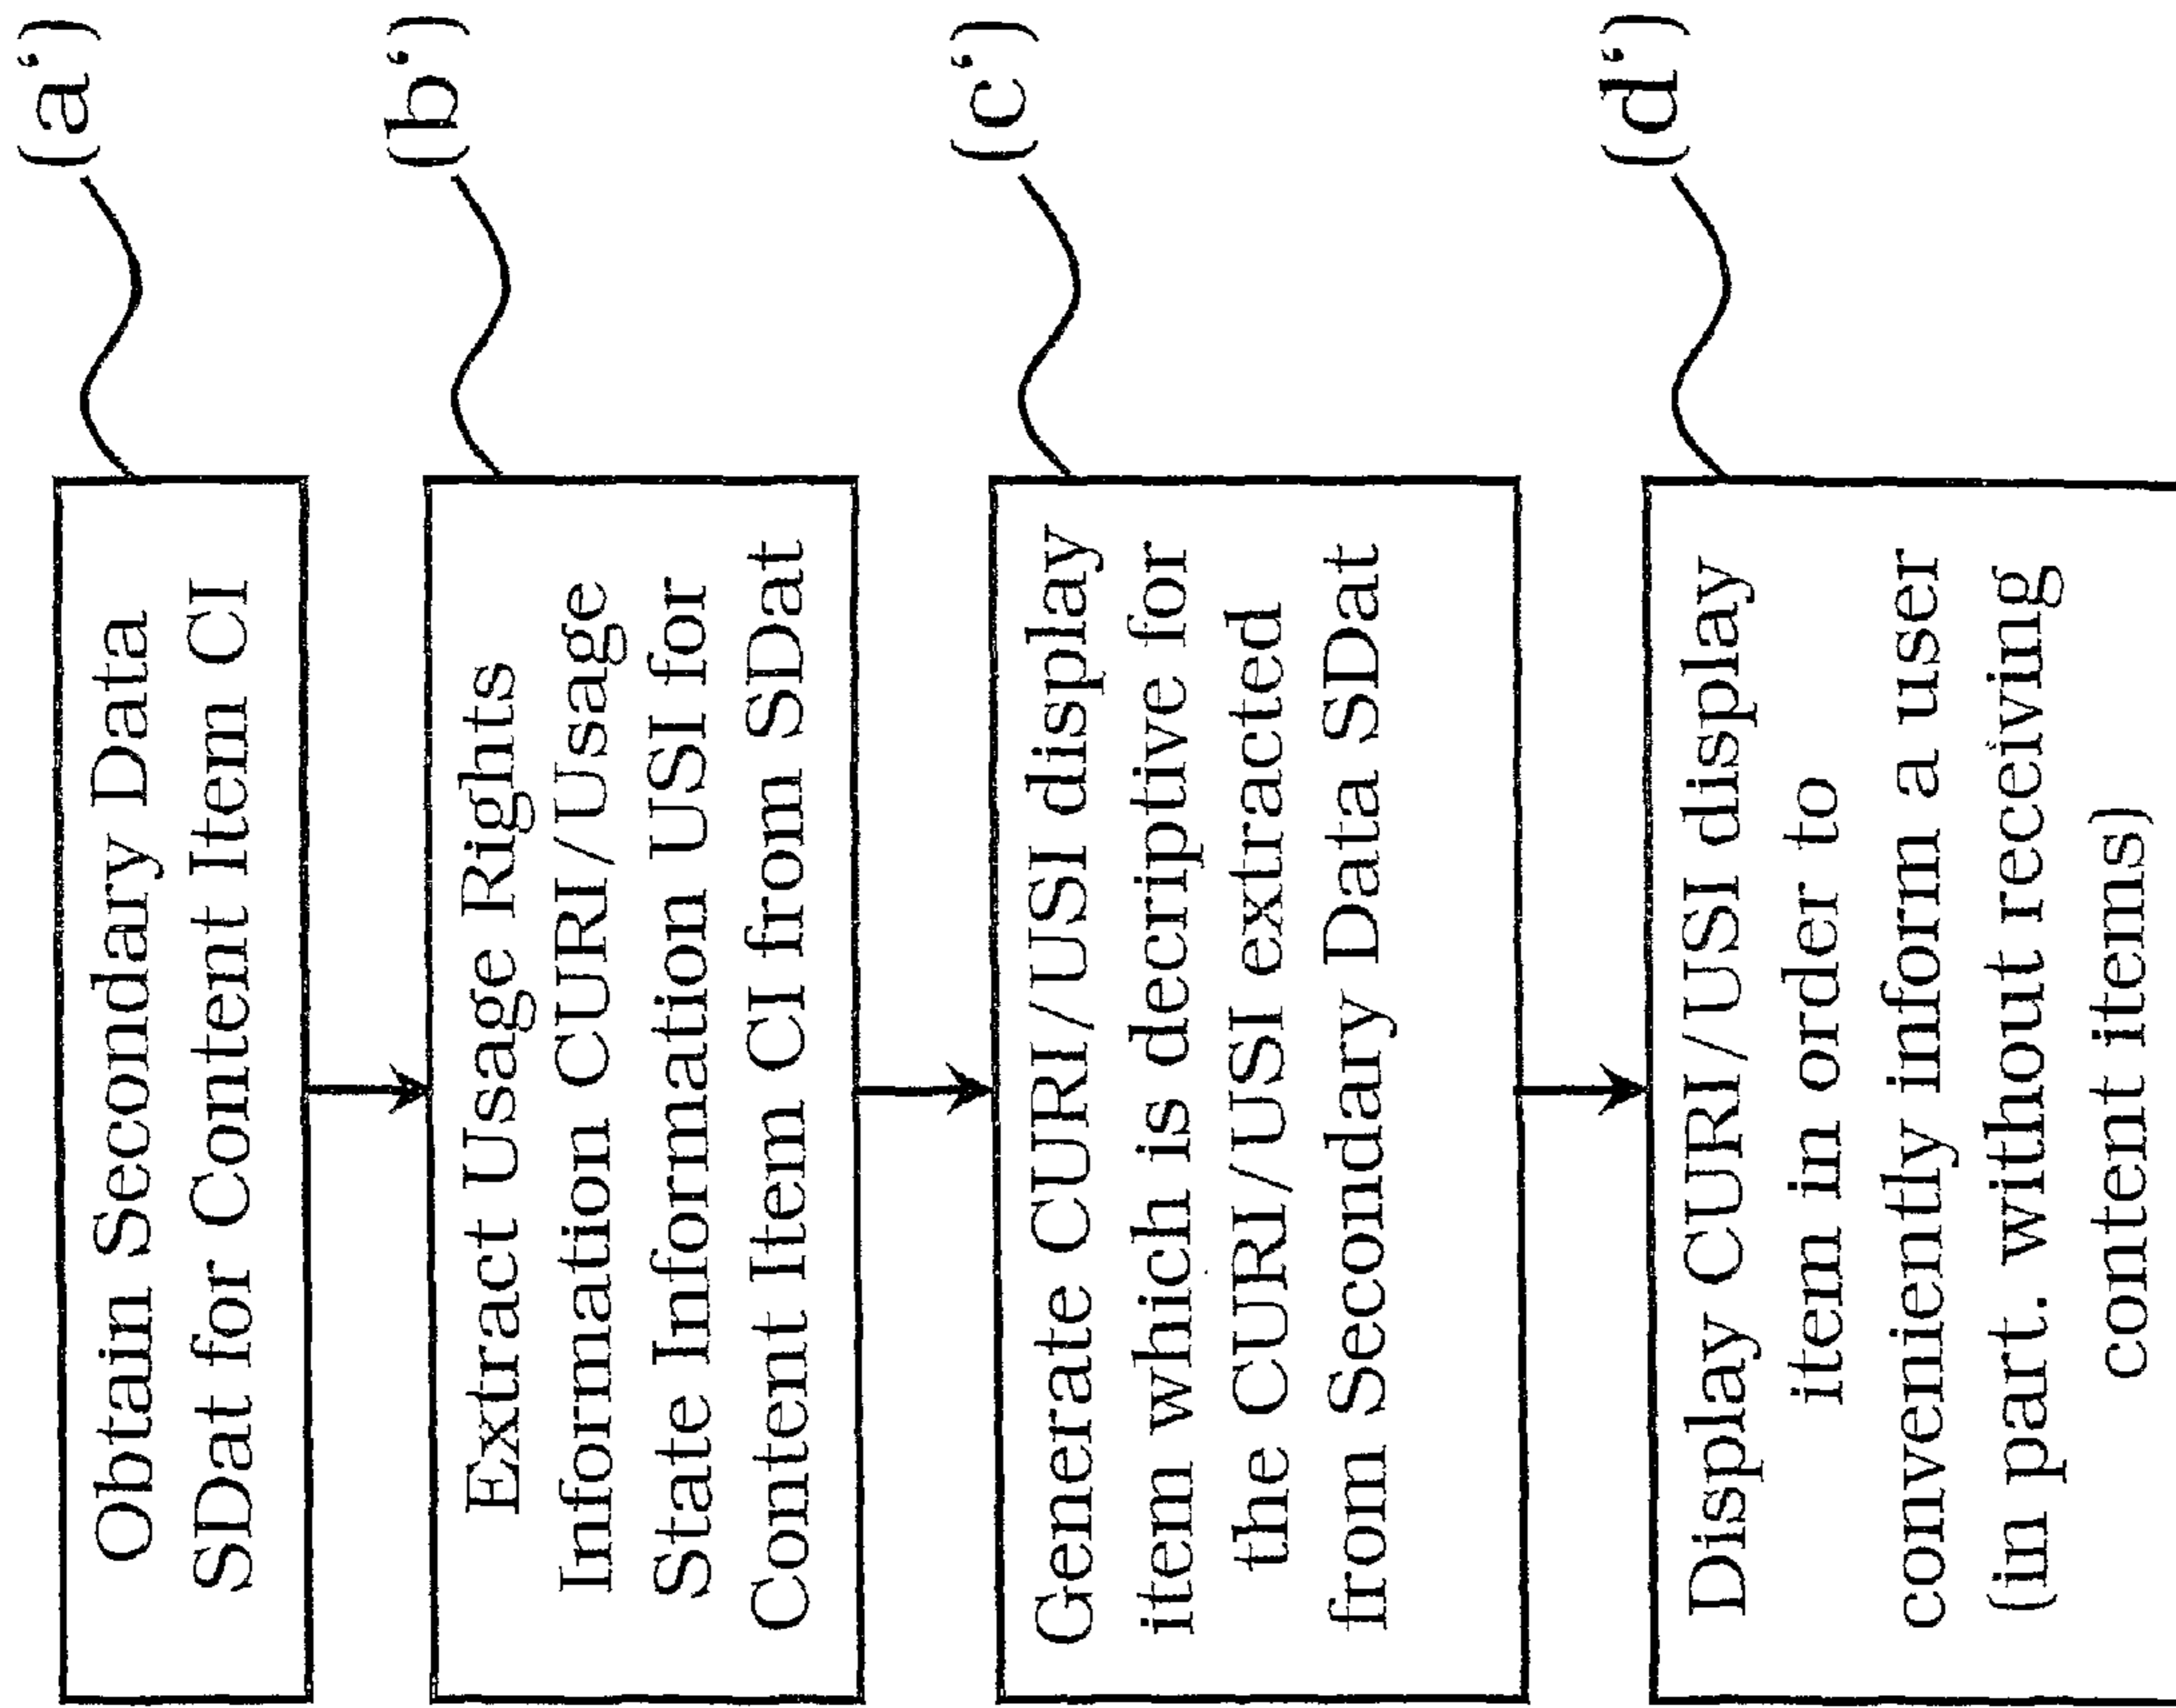 Obtain Secondary Data
SDat for Content Item CI
(a‘)
Extract Usage Rights
Information CURI/Usage
State Information USI for
Content Item CI from SDat
(b‘)
Generate CURI/USI display
item which is decriptive for
the CURI/USI extracted
from Secondary Data SDat
(c‘)
Display CURI/USI display
item in order to
conveniently inform a user
(in part. without receiving
content items)
(d‘)